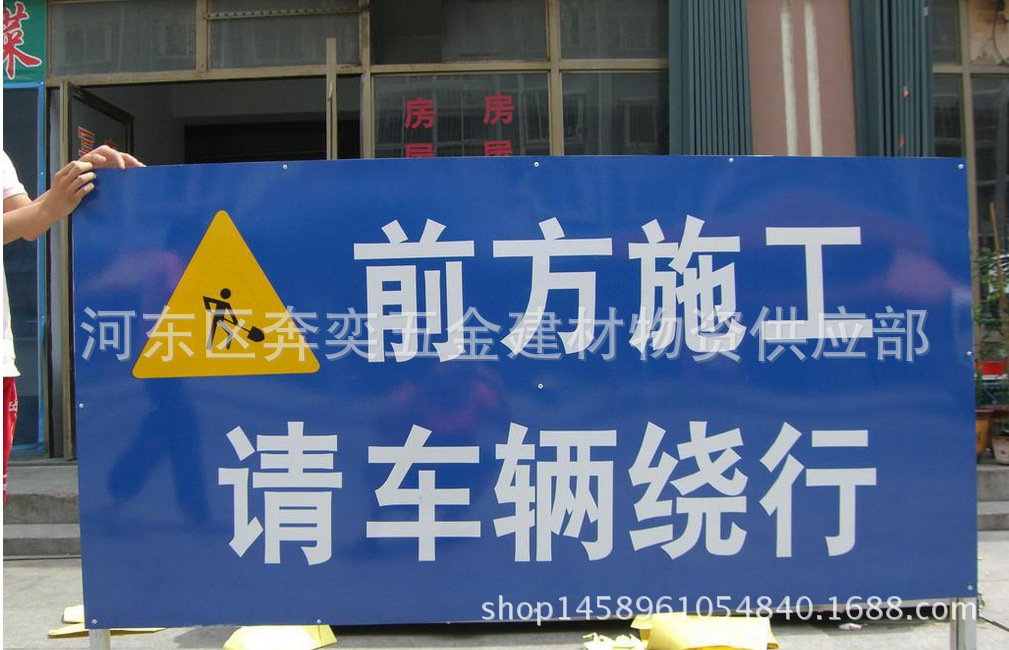 菜
房 房
前方施工
河东区奔奕五金建材物资供应部
请车辆绕行
shop1458961054840.1688.com